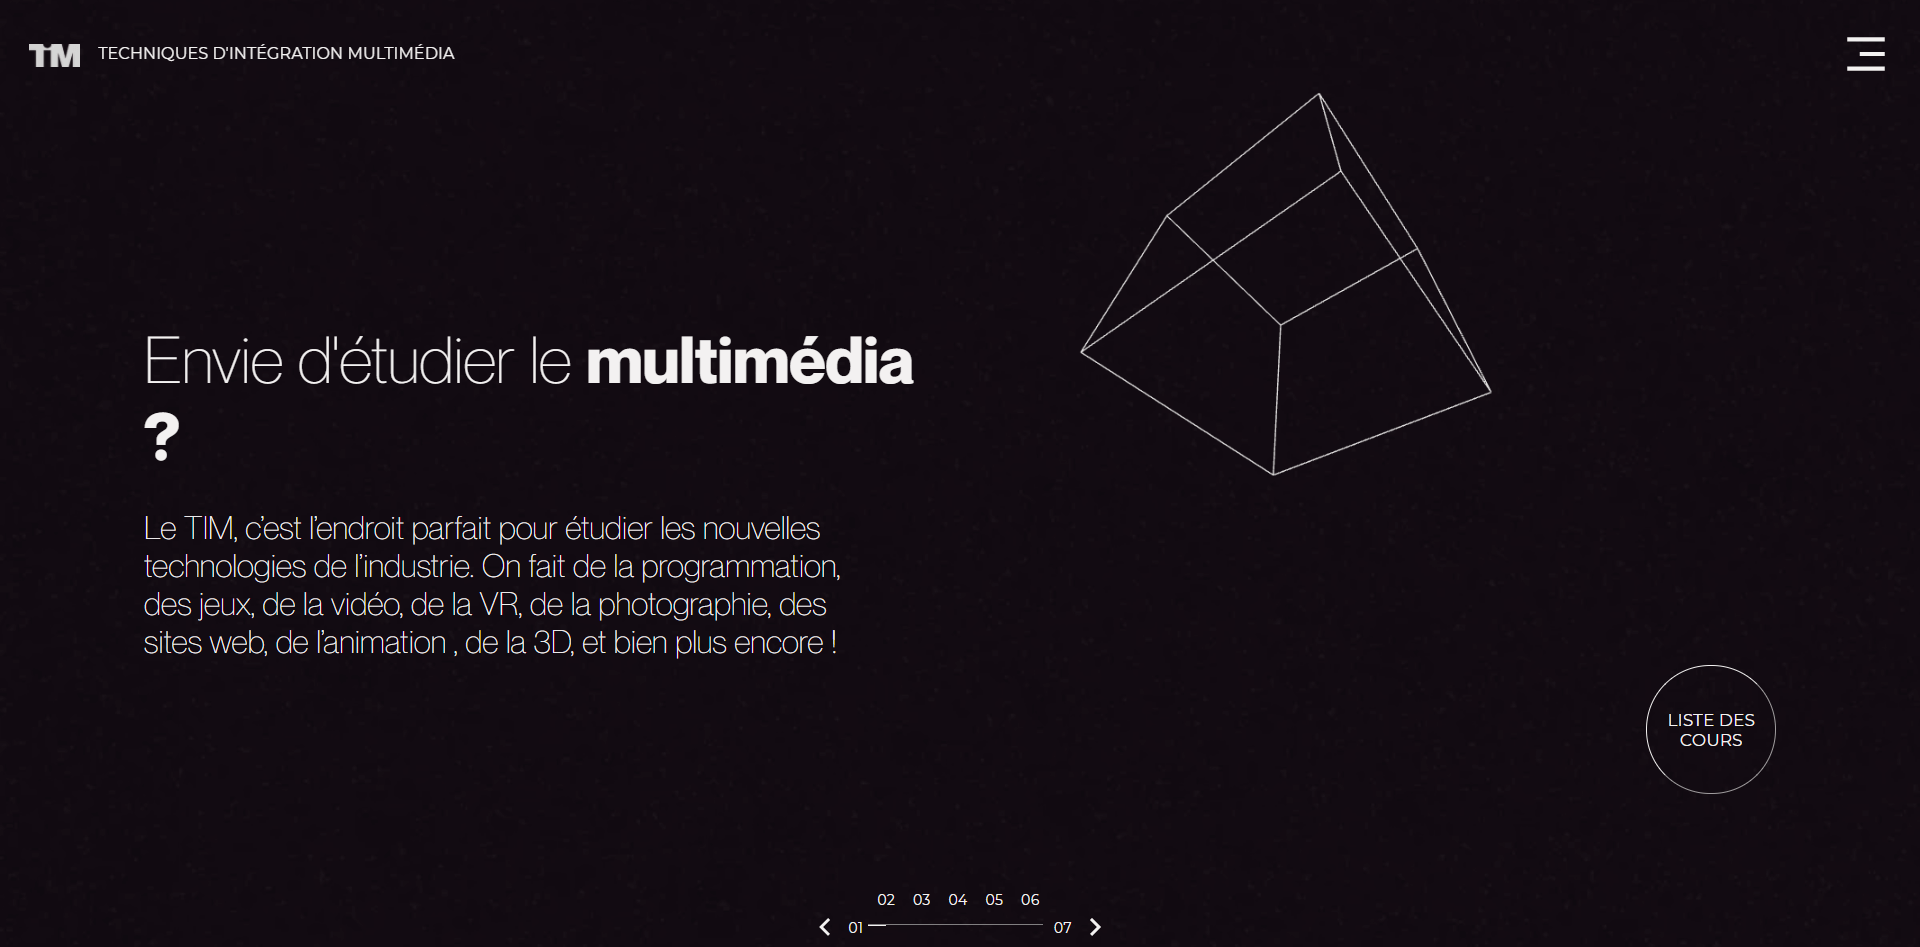 TiM TECHNIQUES D'INTÉGRATION MULTIMÉDIA
Envie d'étudier le multimédia
?
Le TIM, c’est l’endroit parfait pour étudier les nouvelles
technologies de l’industrie. On fait de la programmation,
des jeux, de la vidéo, de la VR, de la photographie, des
sites web, de l’animation , de la 3D, et bien plus encore !
LISTE DES
COURS
02 03 04 05 06
01 07